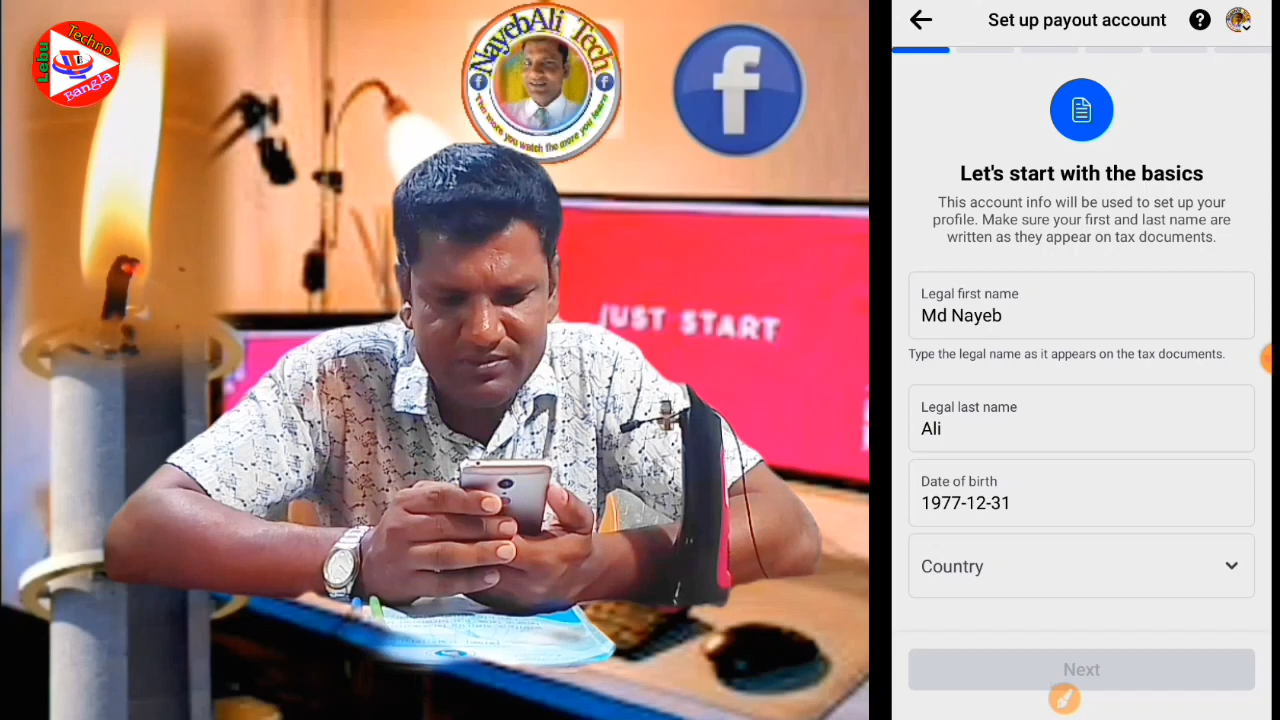 Lebu
Techno
Bangla
NayebAli Tech
The more you watch the more you learn
f
JUST START
Set up payout account
Let's start with the basics
This account info will be used to set up your
profile. Make sure your first and last name are
written as they appear on tax documents.
Legal first name
Md Nayeb
Type the legal name as it appears on the tax documents.
Legal last name
Ali
Date of birth
1977-12-31
Country
Next